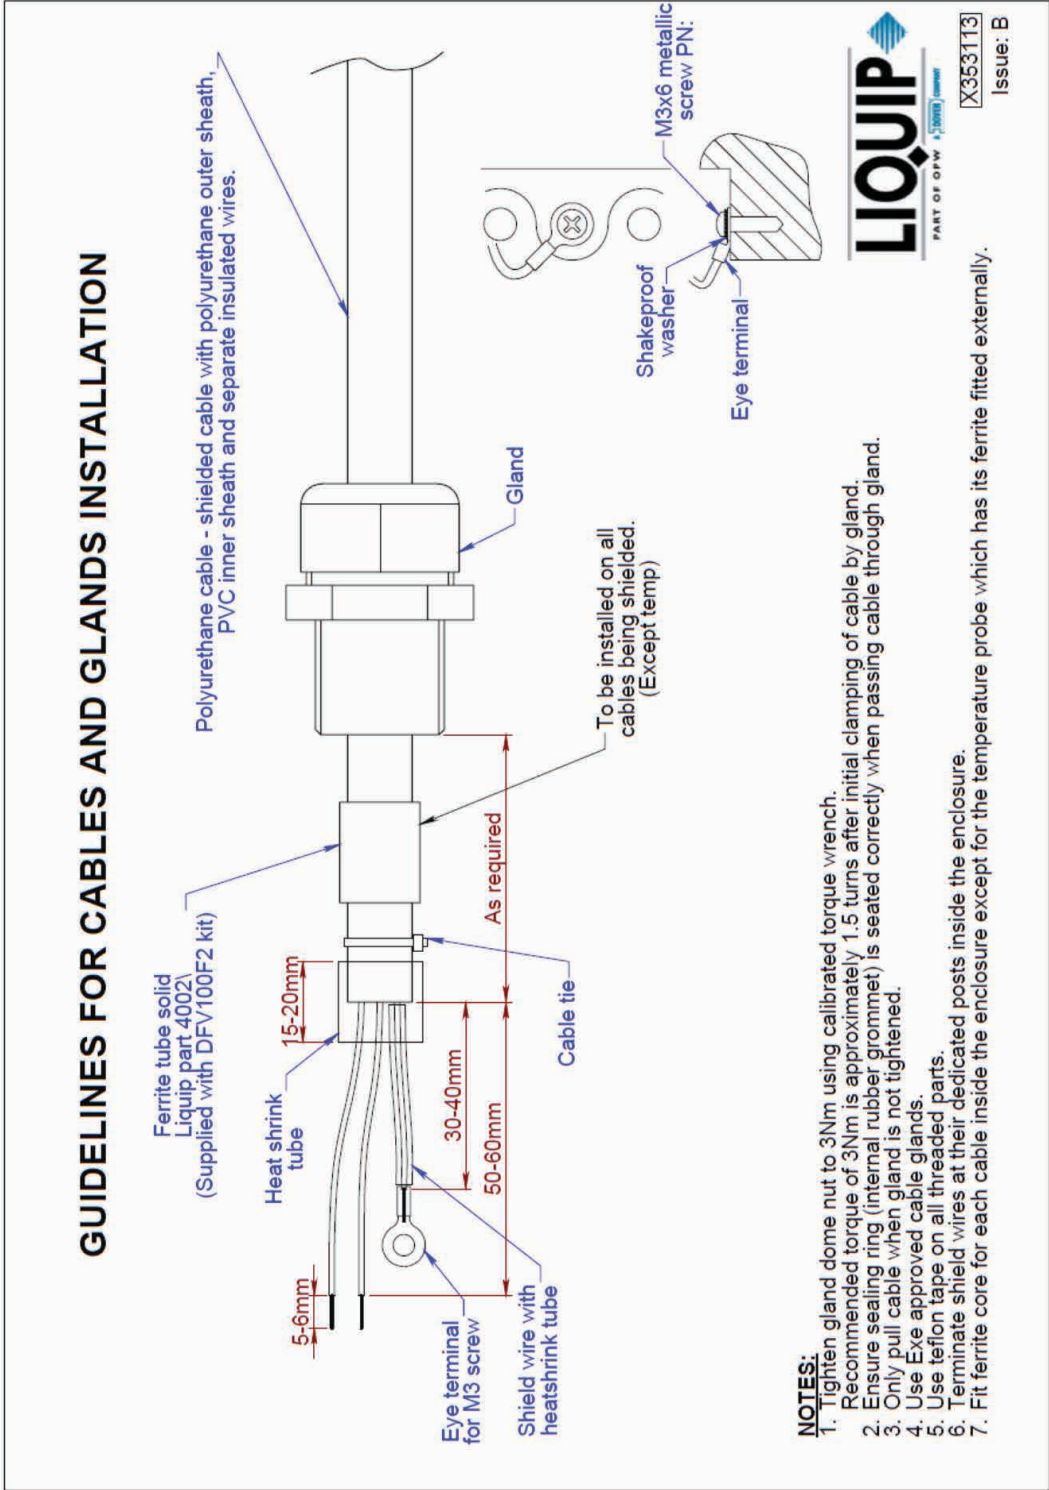 GUIDELINES FOR CABLES AND GLANDS INSTALLATION
Polyurethane cable - shielded cable with polyurethane outer sheath,
PVC inner sheath and separate insulated wires.
Ferrite tube solid
Liquip part 4002\
(Supplied with DFV100F2 kit)
Heat shrink
tube
15-20mm
5-6mm
Gland
As required
30-40mm
50-60mm
To be installed on all
cables being shielded.
(Except temp)
Cable tie
Eye terminal
for M3 screw
Shield wire with
heatshrink tube
M3x6 metallic
screw PN:
Shakeproof
washer
Eye terminal
NOTES:
1. Tighten gland dome nut to 3Nm using calibrated torque wrench.
Recommended torque of 3Nm is approximately 1.5 turns after initial clamping of cable by gland.
2. Ensure sealing ring (internal rubber grommet) is seated correctly when passing cable through gland.
3. Only pull cable when gland is not tightened.
4. Use Exe approved cable glands.
5. Use teflon tape on all threaded parts.
6. Terminate shield wires at their dedicated posts inside the enclosure.
7. Fit ferrite core for each cable inside the enclosure except for the temperature probe which has its ferrite fitted externally.
LIQUIP
PART OF OPW A DOVER COMPANY
X353113
Issue: B